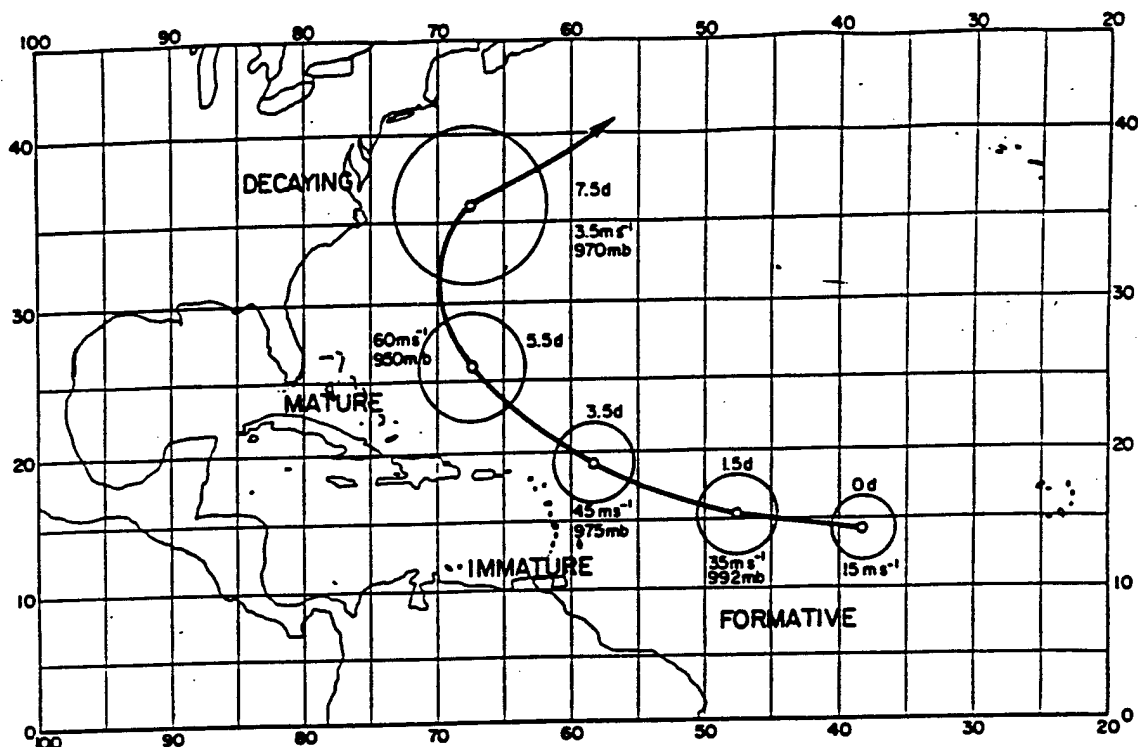 100 90 80 70 60 50 40 30 20
40 40
DECAYING
7.5d
3.5ms⁻¹
970mb
30 30
60ms⁻¹
950mb
5.5d
MATURE
3.5d
20 20
1.5d
0d
45ms⁻¹
975mb
IMMATURE
35ms⁻¹
992mb
15ms⁻¹
10 10
FORMATIVE
0 0
100 90 80 70 60 50 40 30 20